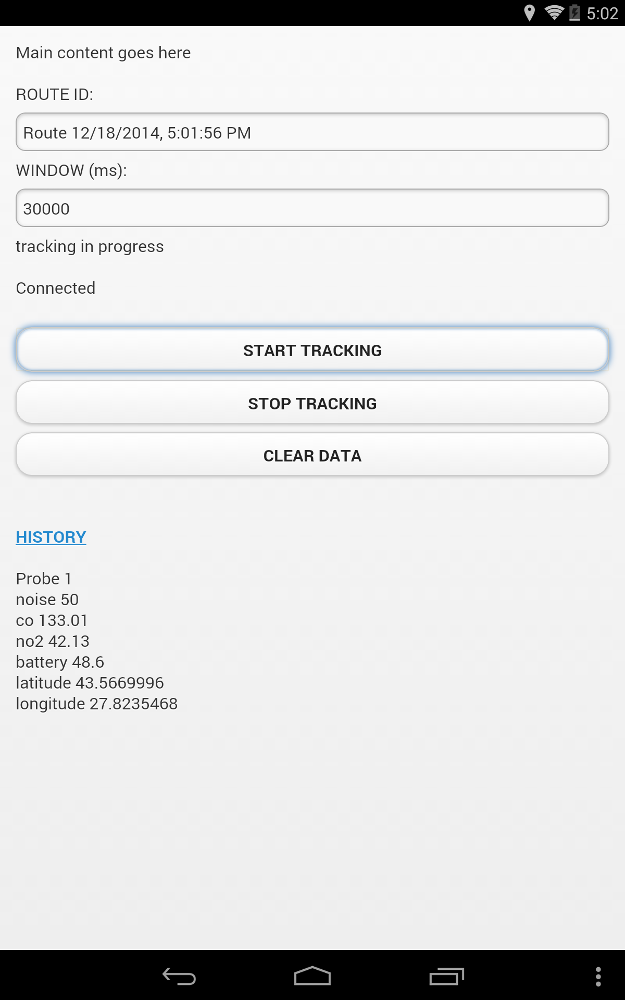 5:02
Main content goes here
ROUTE ID:
Route 12/18/2014, 5:01:56 PM
WINDOW (ms):
30000
tracking in progress
Connected
START TRACKING
STOP TRACKING
CLEAR DATA
HISTORY
Probe 1
noise 50
co 133.01
no2 42.13
battery 48.6
latitude 43.5669996
longitude 27.8235468